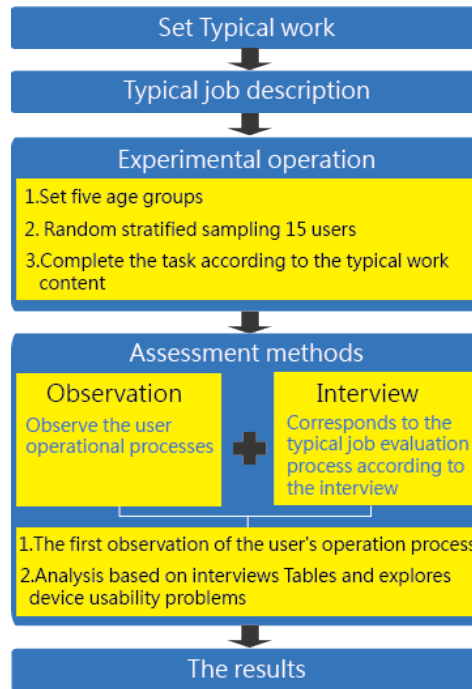 Set Typical work
Typical job description
Experimental operation
1.Set five age groups
2. Random stratified sampling 15 users
3.Complete the task according to the typical work
content
Assessment methods
Observation
Observe the user
operational processes
Interview
Corresponds to the
typical job evaluation
process according to
the interview
1.The first observation of the user's operation process
2.Analysis based on interviews Tables and explores
device usability problems
The results